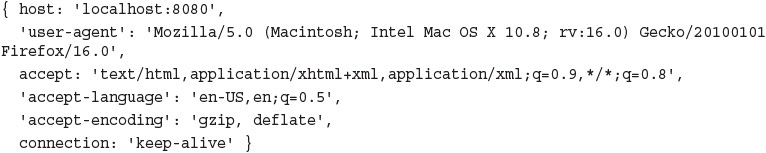 { host: 'localhost:8080',
'user-agent': 'Mozilla/5.0 (Macintosh; Intel Mac OS X 10.8; rv:16.0) Gecko/20100101
Firefox/16.0',
accept: 'text/html,application/xhtml+xml,application/xml;q=0.9,*/*;q=0.8',
'accept-language': 'en-US,en;q=0.5',
'accept-encoding': 'gzip, deflate',
connection: 'keep-alive' }